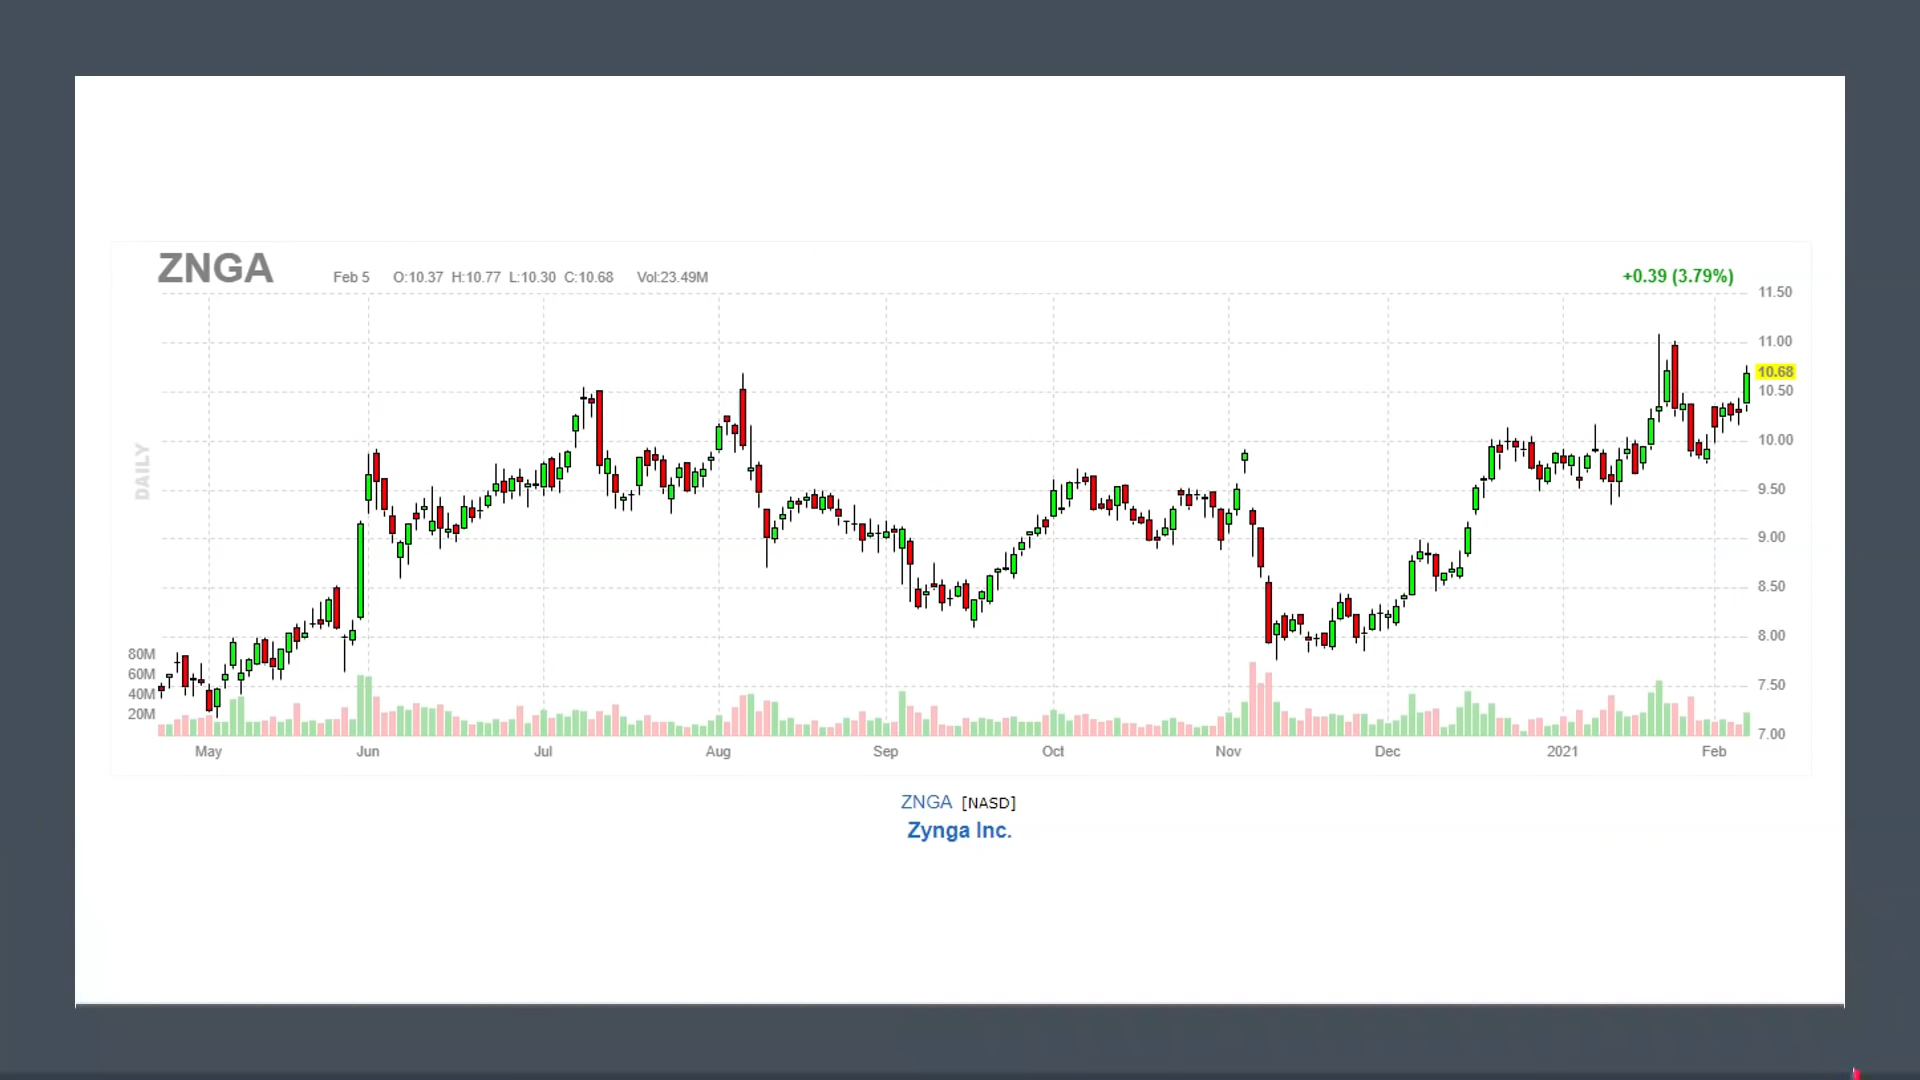 ZNGA Feb 5 O:10.37 H:10.77 L:10.30 C:10.68 Vol:23.49M +0.39 (3.79%)
11.50
11.00
10.68
10.50
10.00
9.50
9.00
8.50
8.00
7.50
7.00
DAILY
80M
60M
40M
20M
May Jun Jul Aug Sep Oct Nov Dec 2021 Feb
ZNGA [NASD]
Zynga Inc.